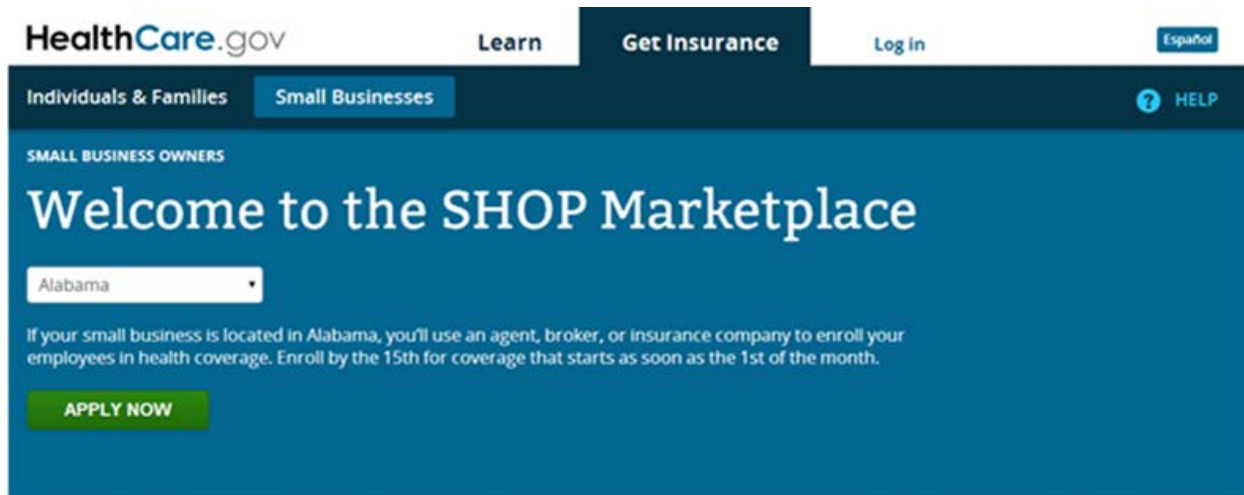 HealthCare.gov
Learn
Get Insurance
Log in
Español
Individuals & Families
Small Businesses
? HELP
SMALL BUSINESS OWNERS
Welcome to the SHOP Marketplace
Alabama
If your small business is located in Alabama, you'll use an agent, broker, or insurance company to enroll your
employees in health coverage. Enroll by the 15th for coverage that starts as soon as the 1st of the month.
APPLY NOW